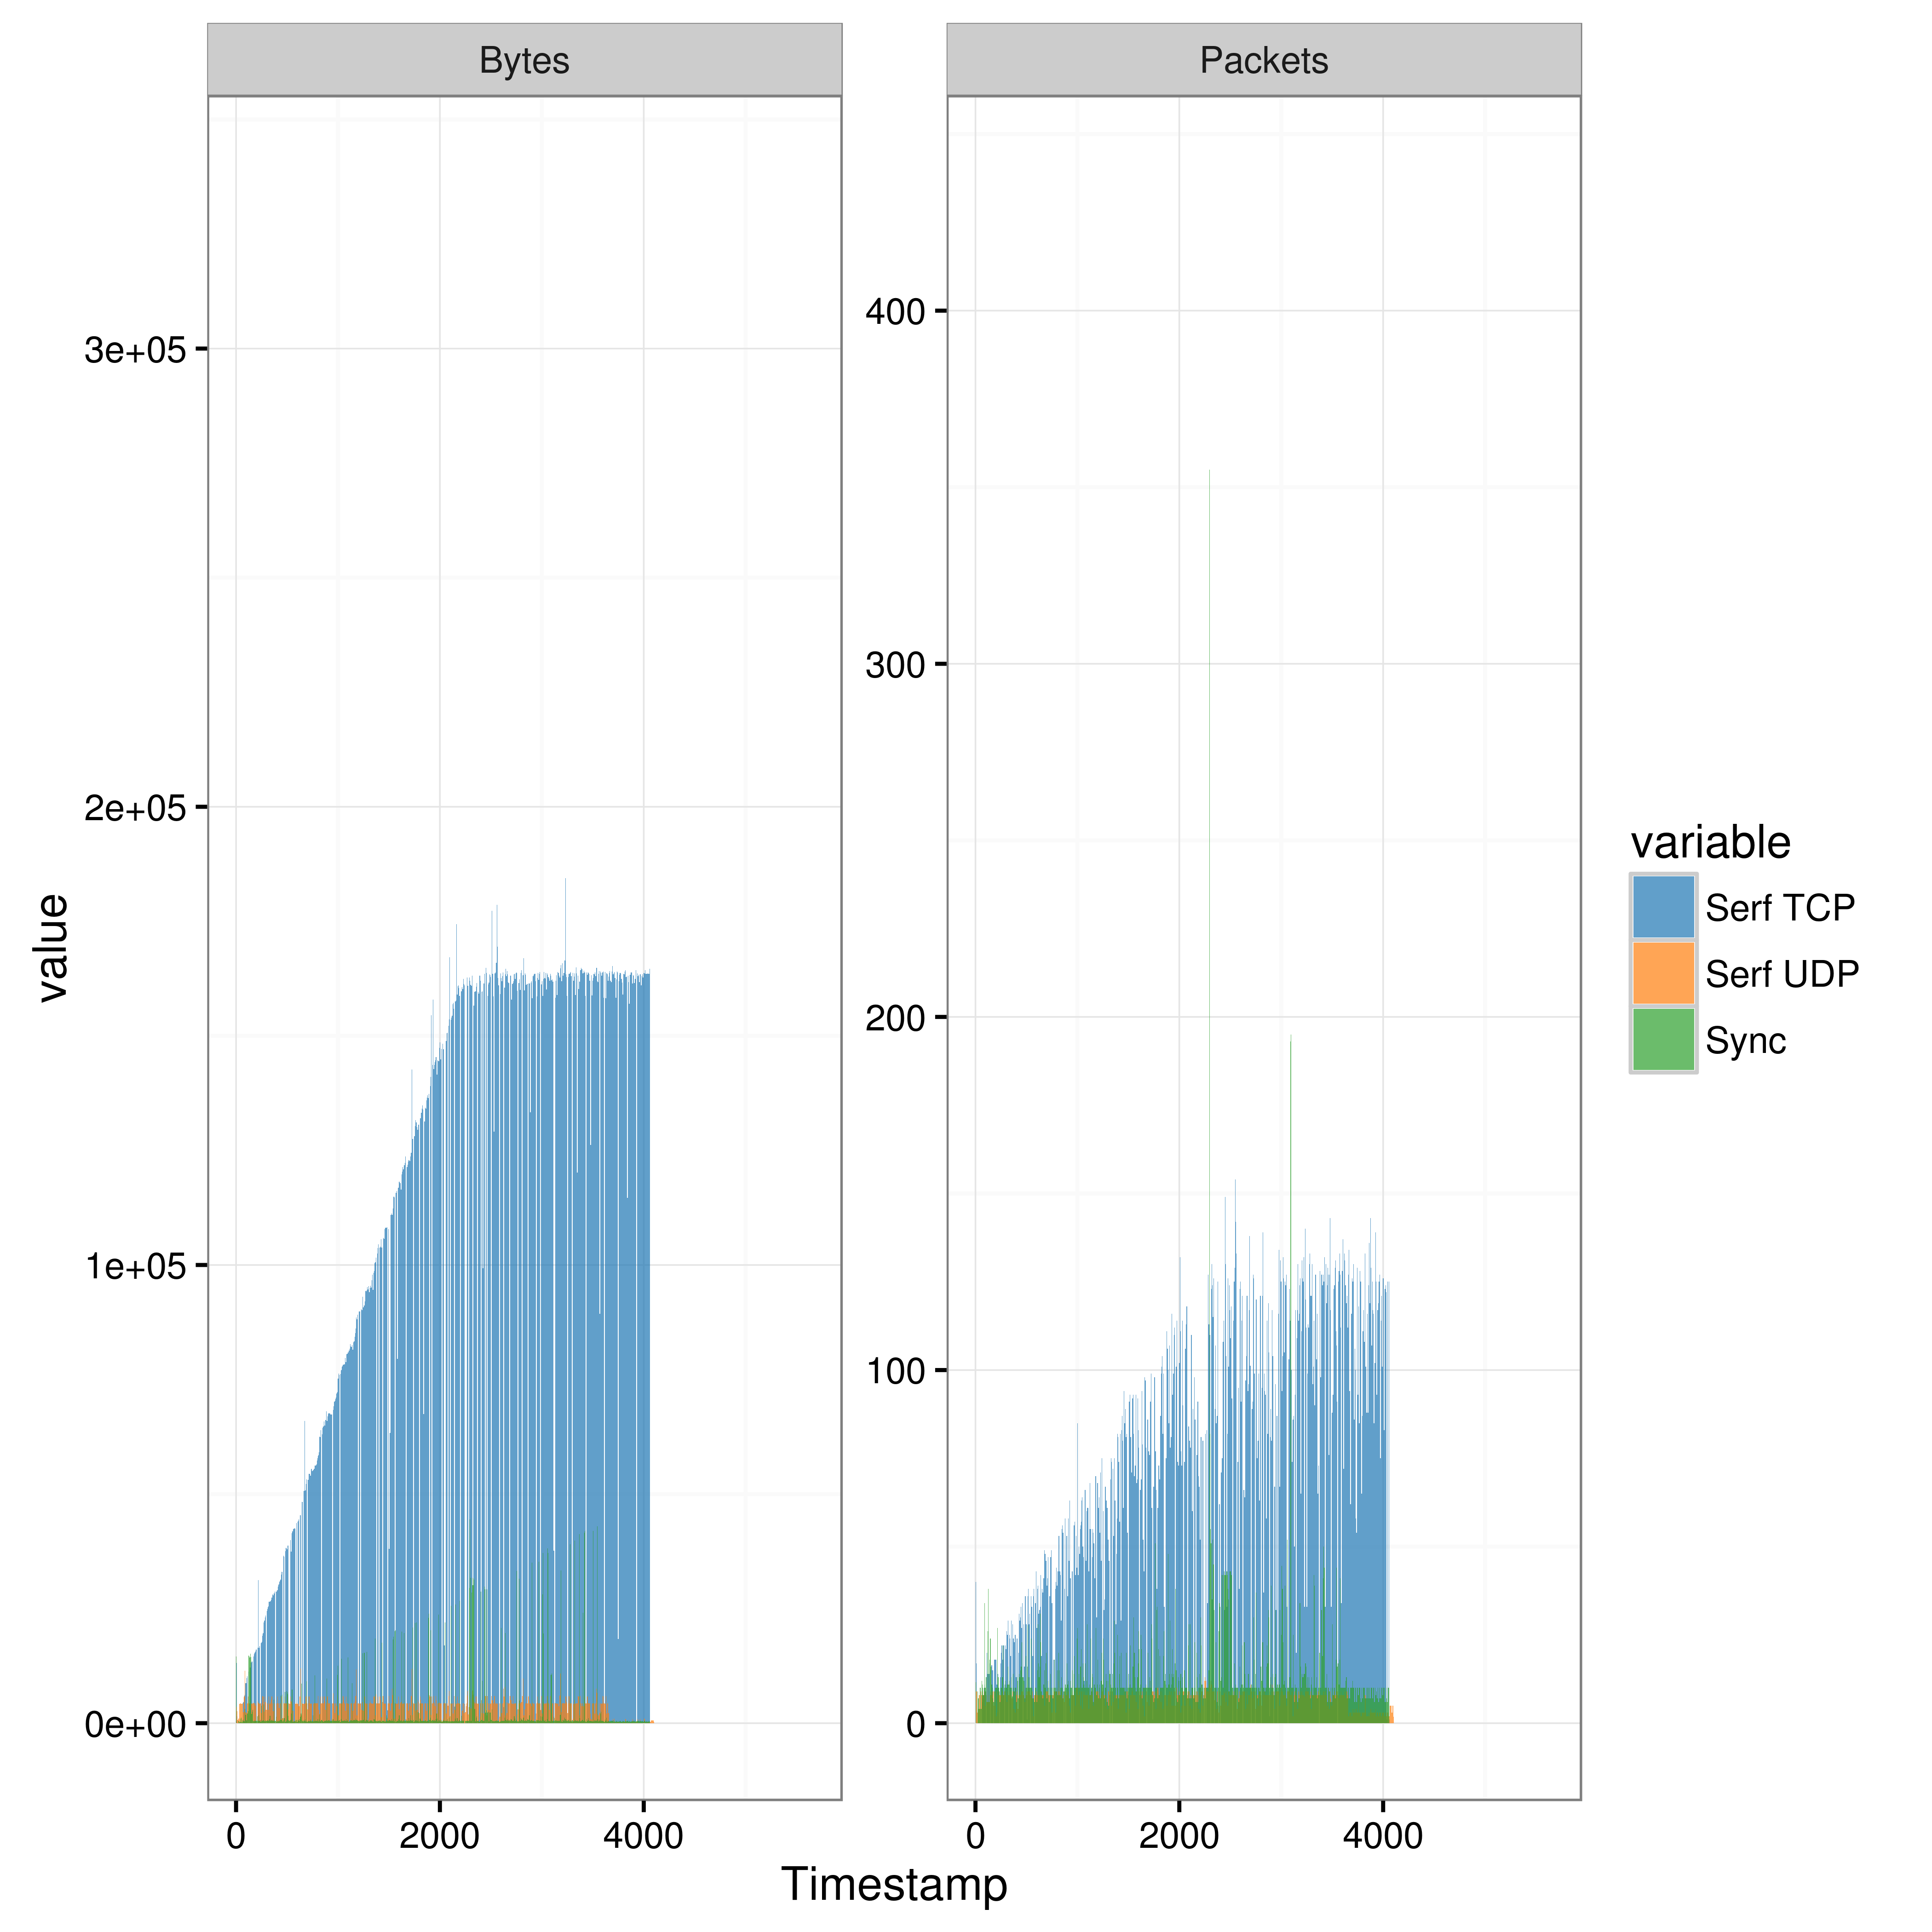 Bytes
Packets
value
3e+05
2e+05
1e+05
0e+00
400
300
200
100
0
0 2000 4000
0 2000 4000
Timestamp
variable
Serf TCP
Serf UDP
Sync